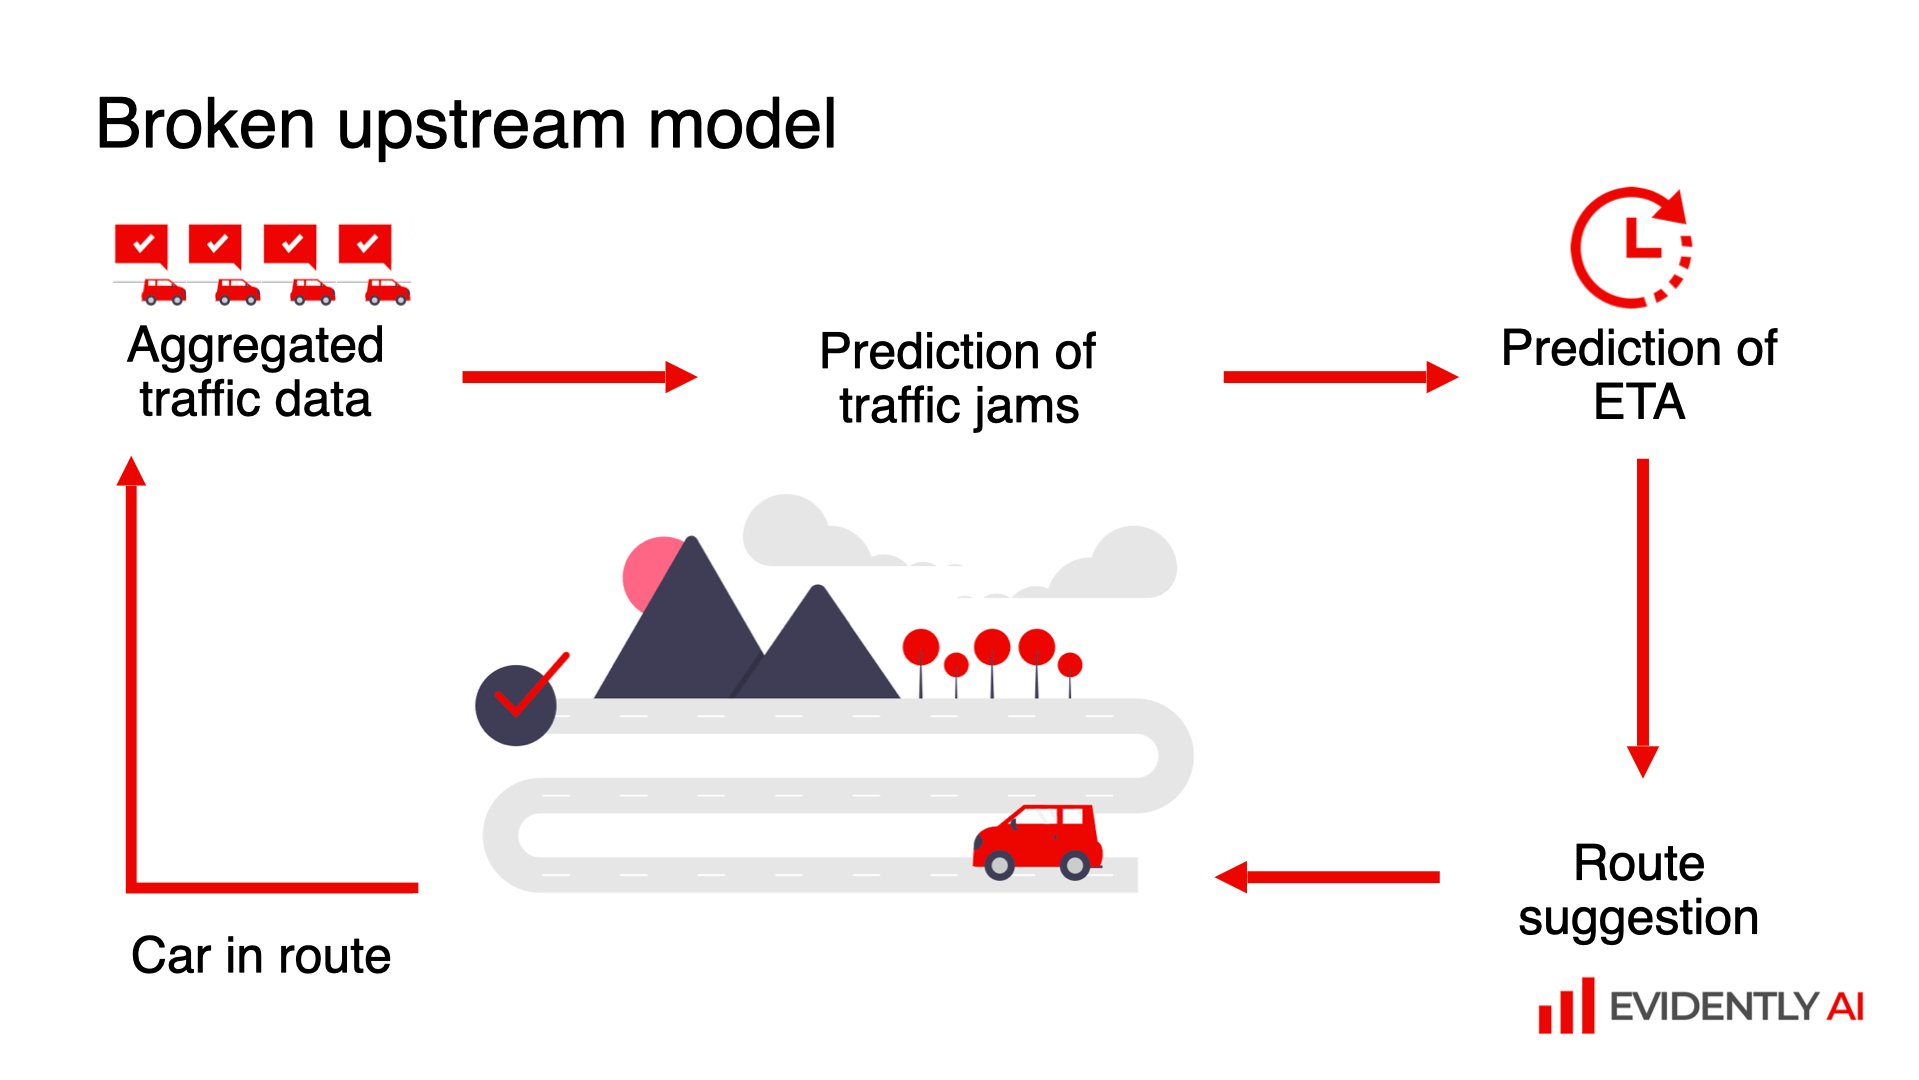 Broken upstream model
Aggregated
traffic data
Prediction of
traffic jams
Prediction of
ETA
Route
suggestion
Car in route
EVIDENTLY AI